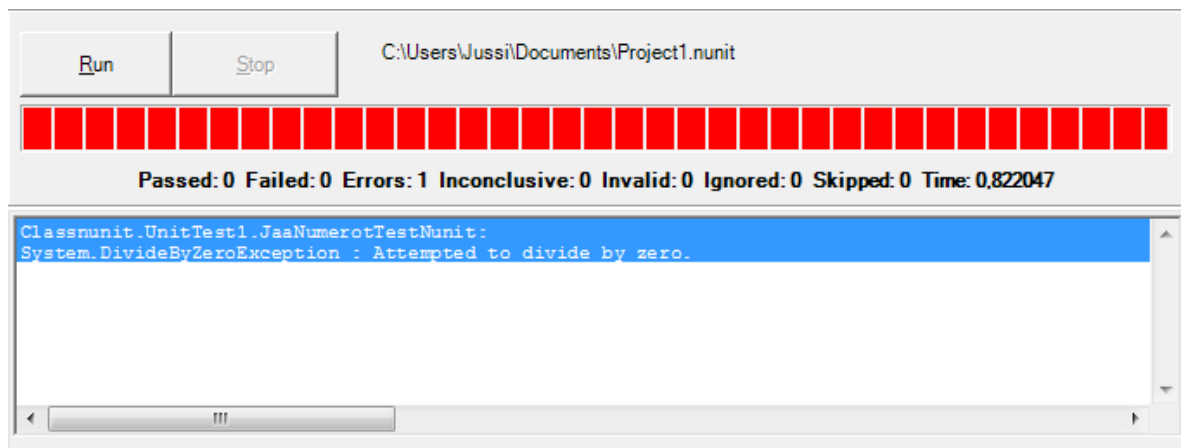 Run Stop C:\Users\Jussi\Documents\Project1.nunit
Passed: 0 Failed: 0 Errors: 1 Inconclusive: 0 Invalid: 0 Ignored: 0 Skipped: 0 Time: 0,822047
Classnunit.UnitTest1.JaaNumerotTestNunit:
System.DivideByZeroException : Attempted to divide by zero.